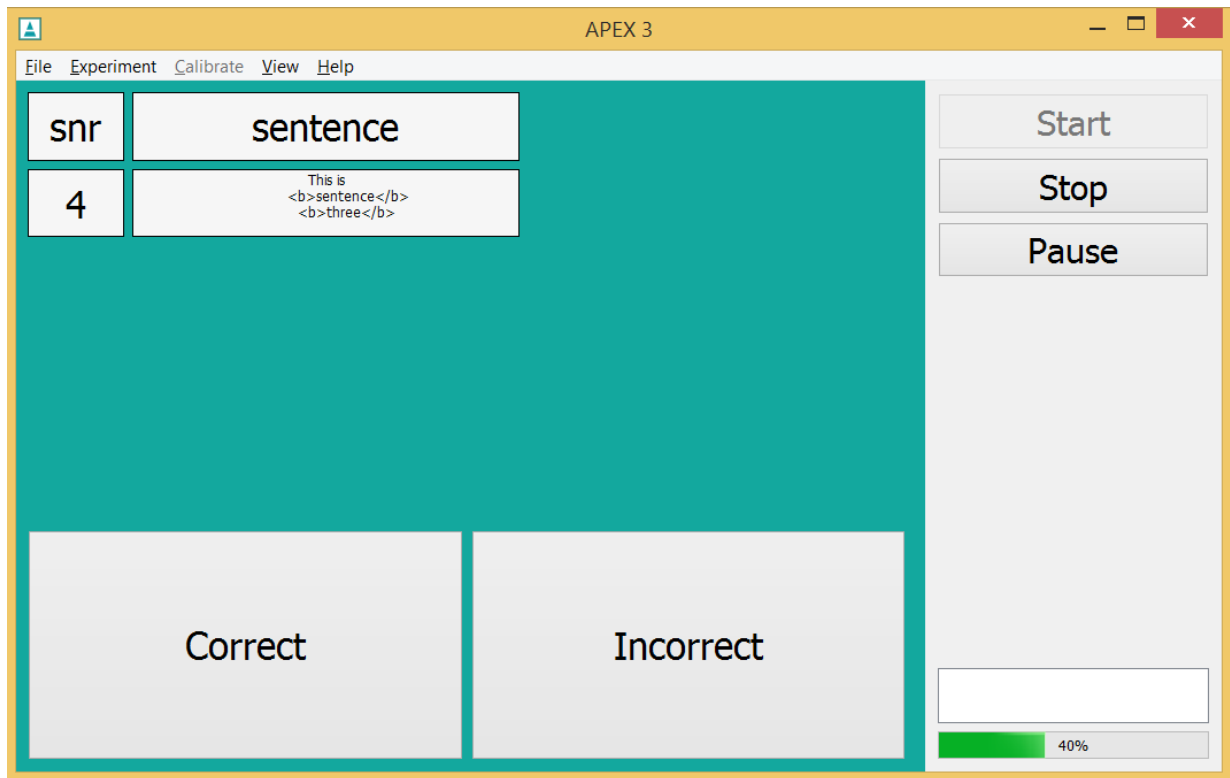 APEX 3
File Experiment Calibrate View Help
snr sentence Start
4 This is
<b>sentence</b>
<b>three</b>
Stop
Pause
Correct Incorrect
40%